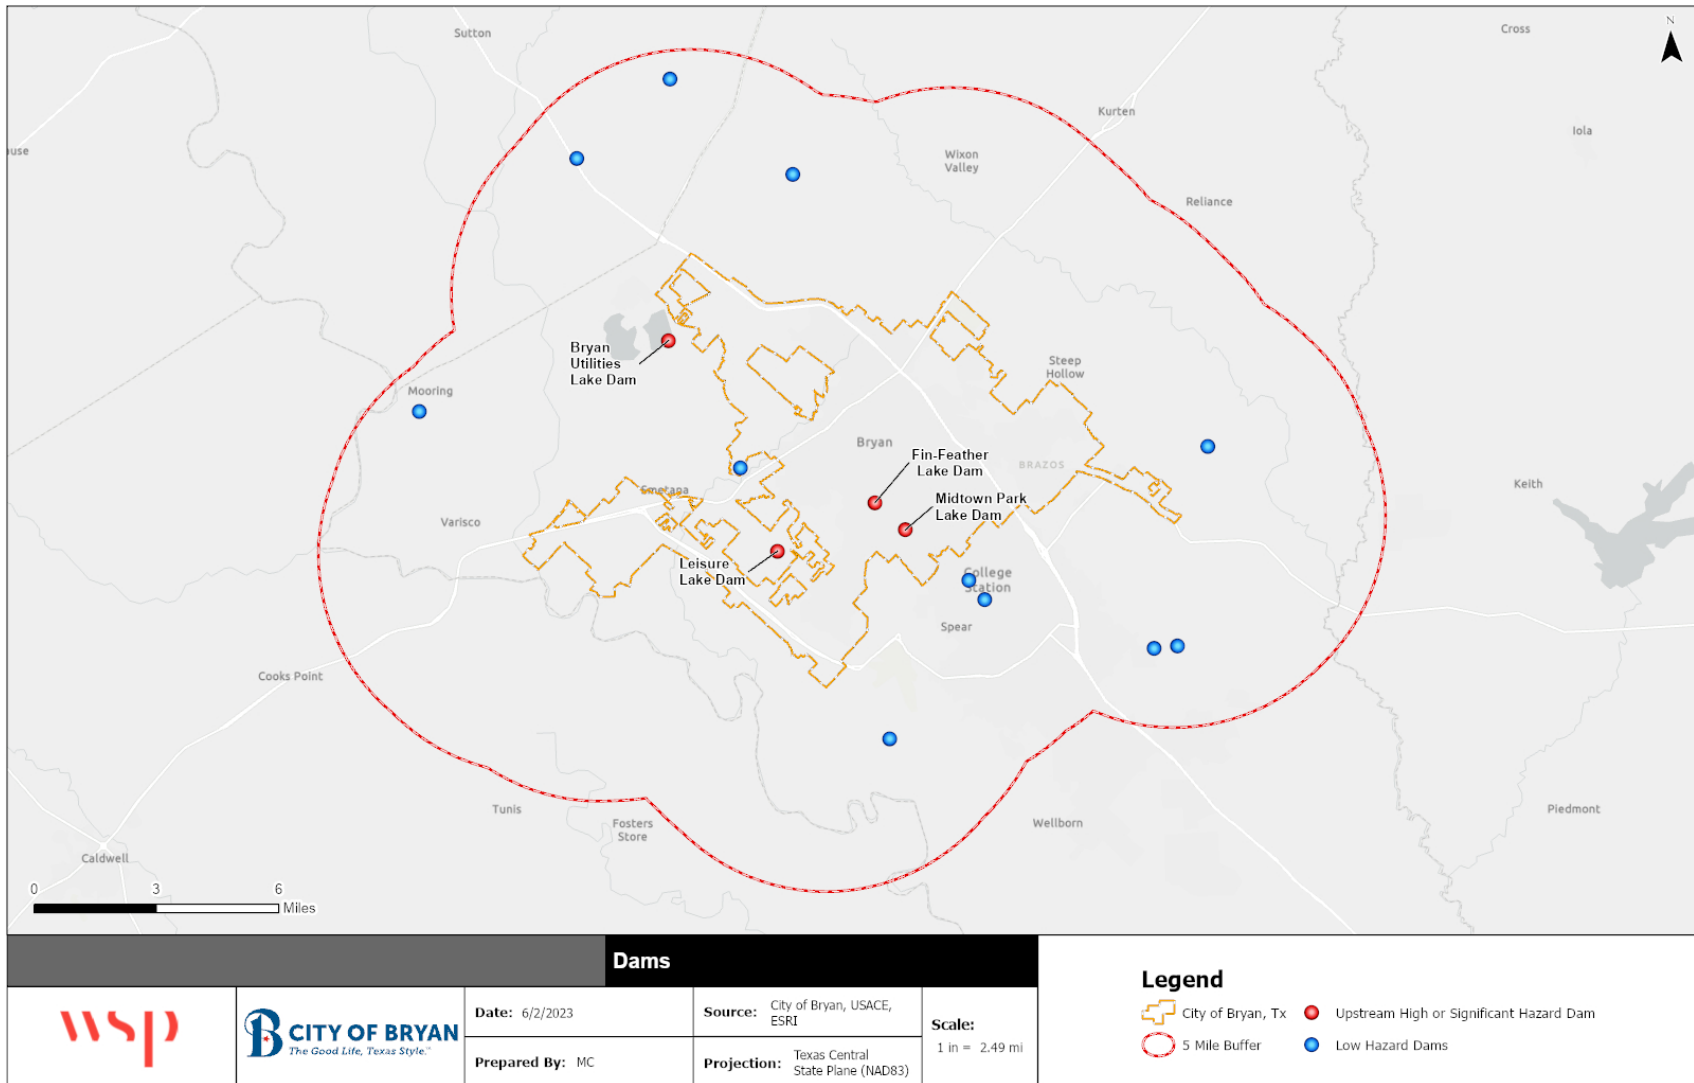 Sutton
Cross
N
Kurten
Iola
ause
Wixon
Valley
Reliance
Bryan
Utilities
Lake Dam
Steep
Hollow
Mooring
Bryan
Fin-Feather
Lake Dam
BRAZOS
Smetana
Midtown Park
Lake Dam
Keith
Varisco
Leisure
Lake Dam
College
Station
Spear
Cooks Point
Tunis
Fosters
Store
Wellborn
Piedmont
Caldwell
0 3 6
Miles
Dams
wsp
B CITY OF BRYAN
The Good Life, Texas Style.™
Date: 6/2/2023
Prepared By: MC
Source: City of Bryan, USACE,
ESRI
Projection: Texas Central
State Plane (NAD83)
Scale:
1 in = 2.49 mi
Legend
City of Bryan, Tx
Upstream High or Significant Hazard Dam
5 Mile Buffer
Low Hazard Dams